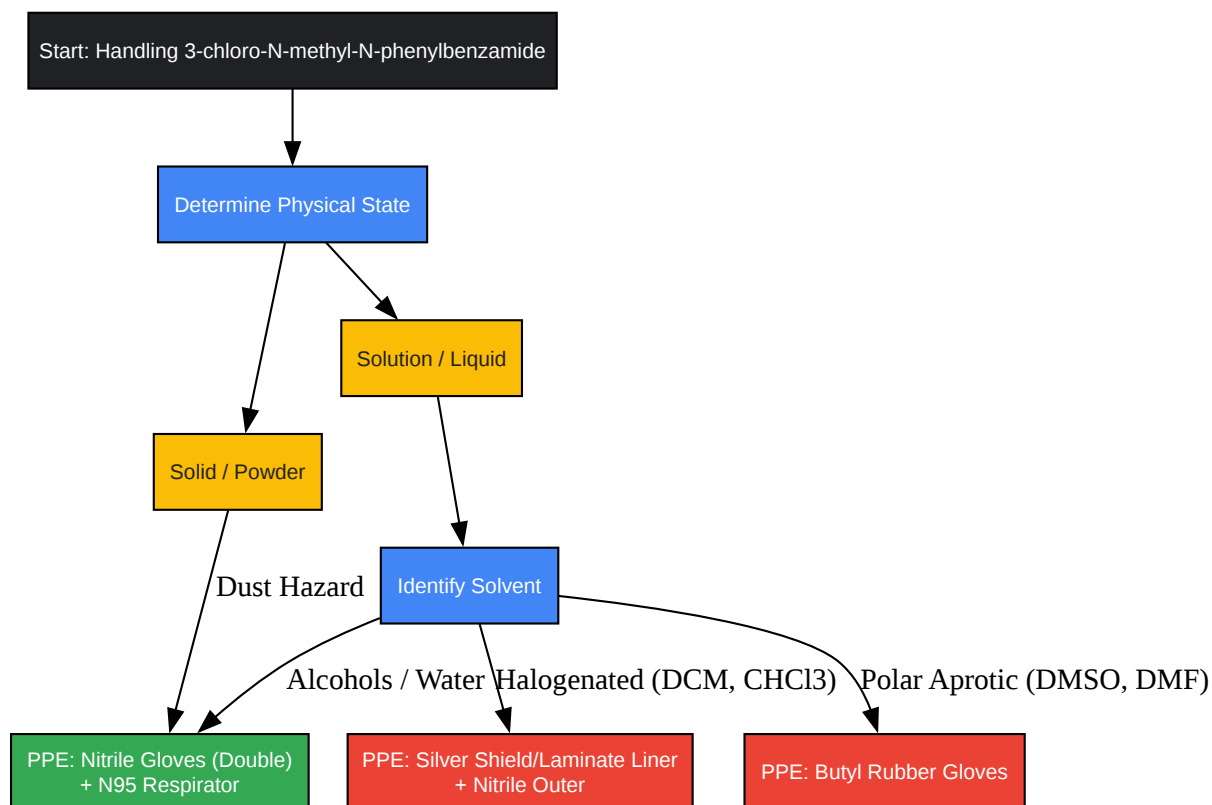 Start: Handling 3-chloro-N-methyl-N-phenylbenzamide
Determine Physical State
Solution / Liquid
Solid / Powder
Dust Hazard
Identify Solvent
Alcohols / Water
Halogenated (DCM, CHCl3)
Polar Aprotic (DMSO, DMF)
PPE: Nitrile Gloves (Double)
+ N95 Respirator
PPE: Silver Shield/Laminate Liner
+ Nitrile Outer
PPE: Butyl Rubber Gloves